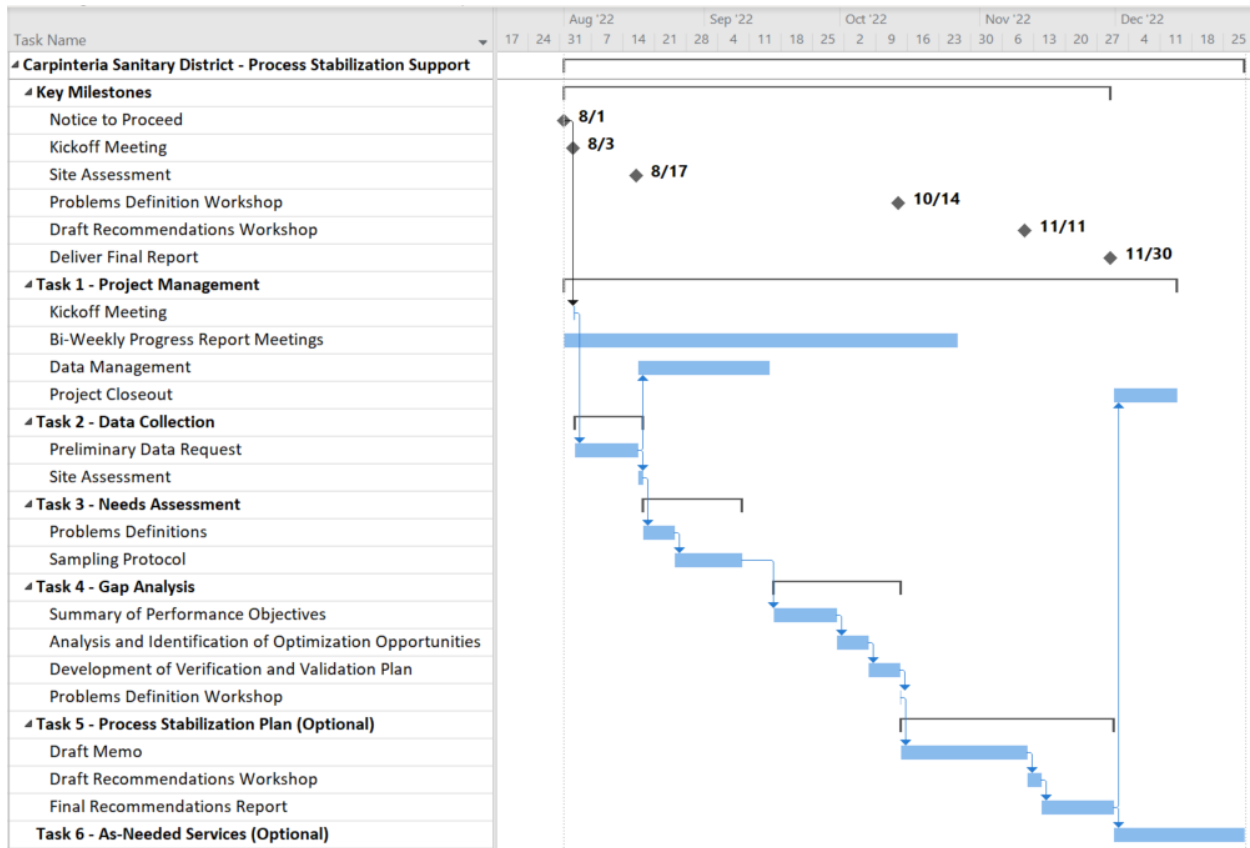 Aug '22 Sep '22 Oct '22 Nov '22 Dec '22
Task Name 17 24 31 7 14 21 28 4 11 18 25 2 9 16 23 30 6 13 20 27 4 11 18 25
Carpinteria Sanitary District - Process Stabilization Support
Key Milestones
Notice to Proceed 8/1
Kickoff Meeting 8/3
Site Assessment 8/17
Problems Definition Workshop 10/14
Draft Recommendations Workshop 11/11
Deliver Final Report 11/30
Task 1 - Project Management
Kickoff Meeting
Bi-Weekly Progress Report Meetings
Data Management
Project Closeout
Task 2 - Data Collection
Preliminary Data Request
Site Assessment
Task 3 - Needs Assessment
Problems Definitions
Sampling Protocol
Task 4 - Gap Analysis
Summary of Performance Objectives
Analysis and Identification of Optimization Opportunities
Development of Verification and Validation Plan
Problems Definition Workshop
Task 5 - Process Stabilization Plan (Optional)
Draft Memo
Draft Recommendations Workshop
Final Recommendations Report
Task 6 - As-Needed Services (Optional)